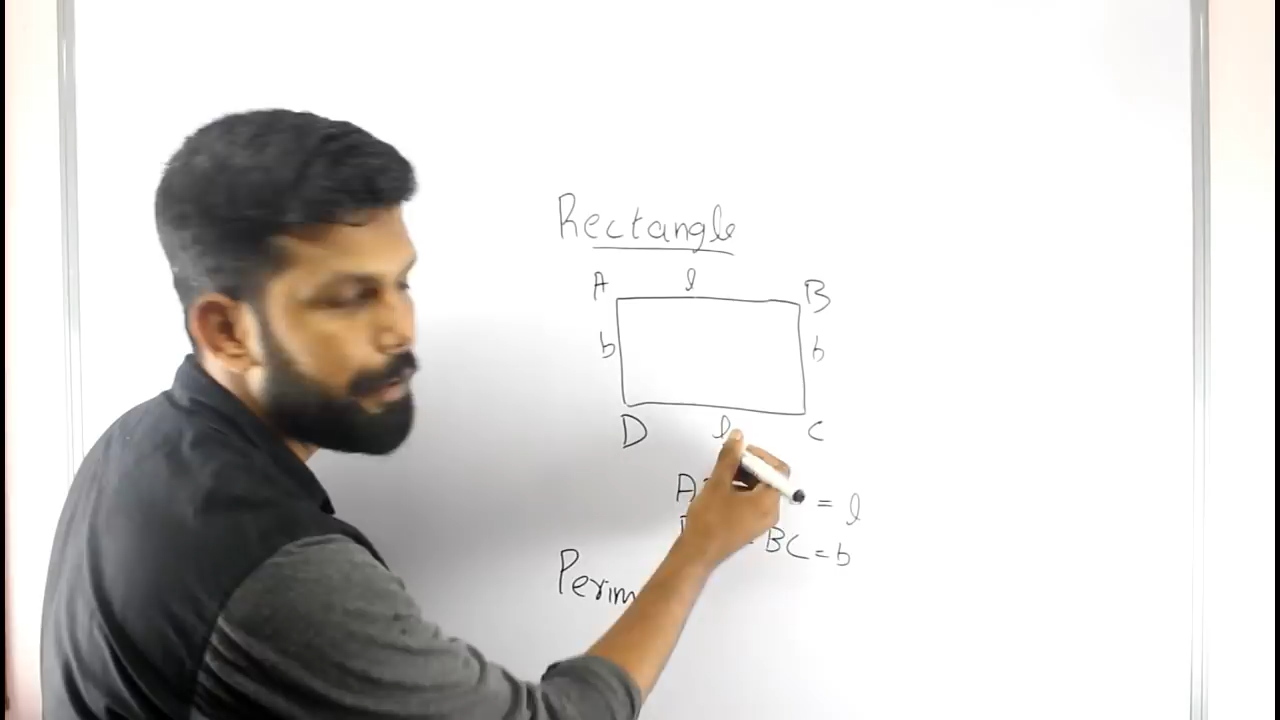 Rectangle
A l B
b b
D l C
A = l
BC = b
Perim